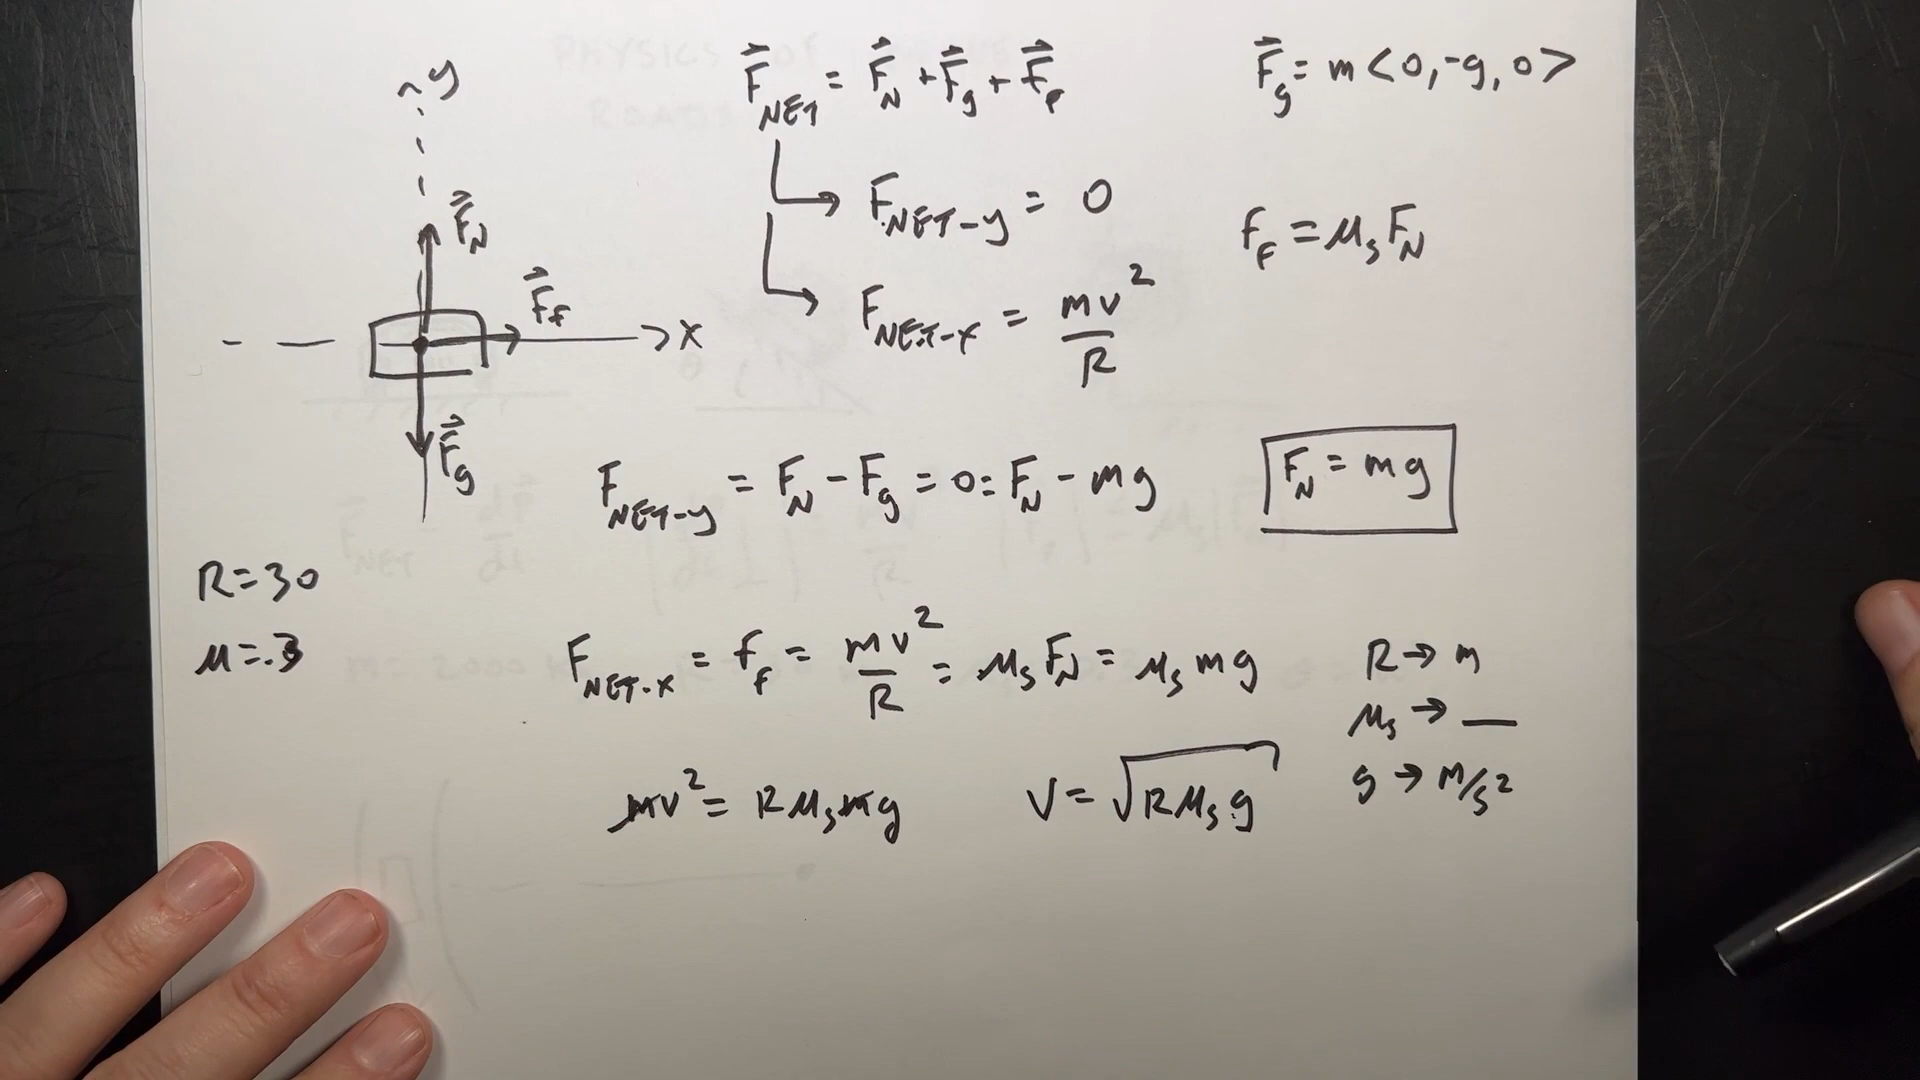 y
F⃗_NET = F⃗_N + F⃗_g + F⃗_f
F⃗_g = m<0,-g,0>
F_NET-y = 0
F⃗_N
f_f = μ_s F_N
F⃗_f
F_NET-x = mv²/R
x
F⃗_g
F_NET-y = F_N - F_g = 0 = F_N - mg
F_N = mg
R=30
μ=.3
F_NET-x = f_f = mv²/R = μ_s F_N = μ_s mg
R → m
μ_s → —
g → m/s²
mv² = Rμ_s mg
v = √Rμ_s g